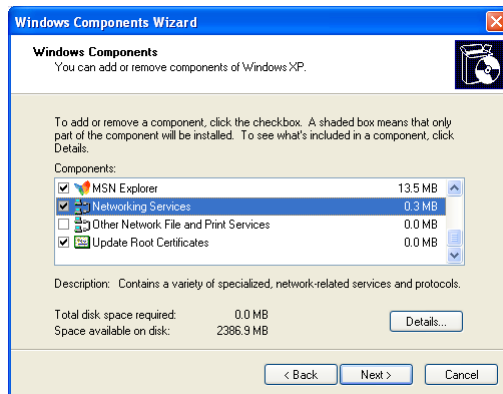 Windows Components Wizard
Windows Components
You can add or remove components of Windows XP.
To add or remove a component, click the checkbox. A shaded box means that only
part of the component will be installed. To see what's included in a component, click
Details.
Components:
MSN Explorer 13.5 MB
Networking Services 0.3 MB
Other Network File and Print Services 0.0 MB
Update Root Certificates 0.0 MB
Description: Contains a variety of specialized, network-related services and protocols.
Total disk space required: 0.0 MB
Space available on disk: 2386.9 MB
Details...
< Back Next > Cancel